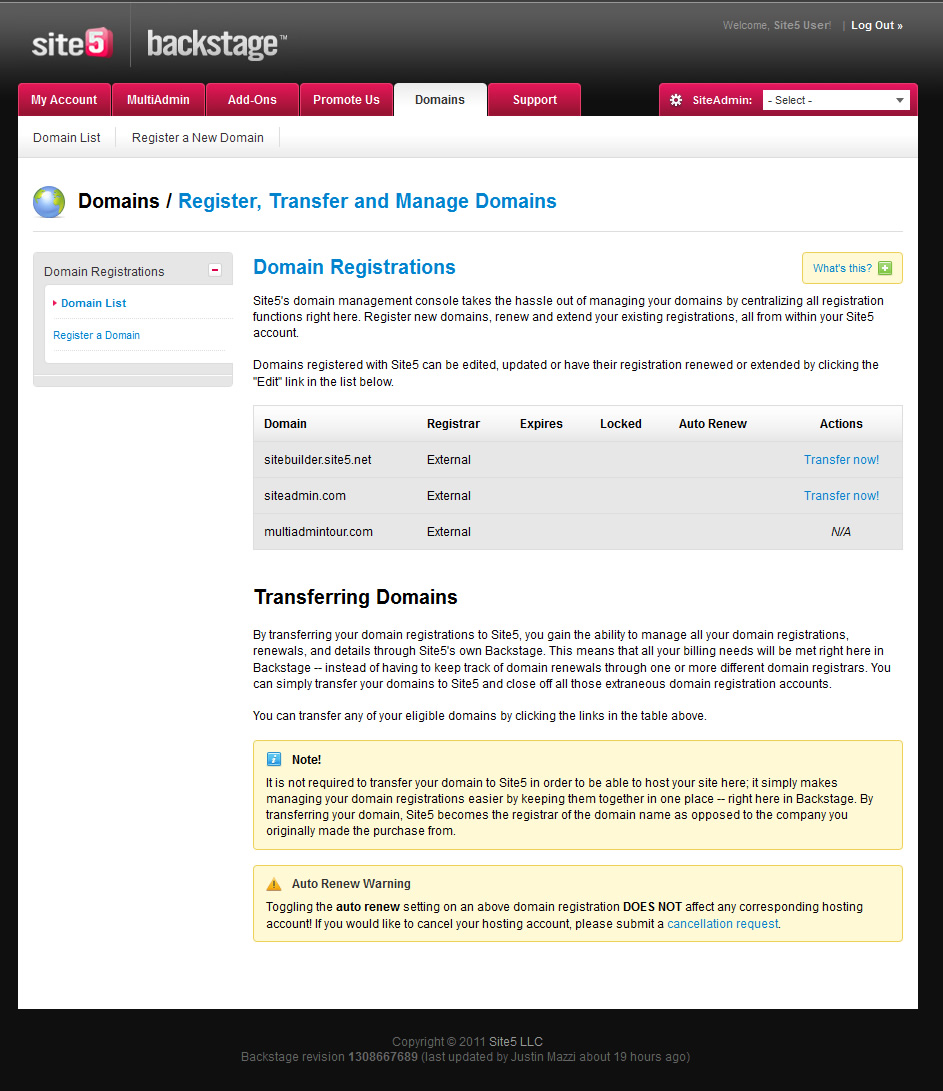 site5 backstage™
Welcome, Site5 User! | Log Out »
My Account MultiAdmin Add-Ons Promote Us Domains Support SiteAdmin: - Select -
Domain List Register a New Domain
Domains / Register, Transfer and Manage Domains
Domain Registrations
Domain List
Register a Domain
Domain Registrations
What's this?
Site5's domain management console takes the hassle out of managing your domains by centralizing all registration
functions right here. Register new domains, renew and extend your existing registrations, all from within your Site5
account.
Domains registered with Site5 can be edited, updated or have their registration renewed or extended by clicking the
"Edit" link in the list below.
Domain Registrar Expires Locked Auto Renew Actions
sitebuilder.site5.net External Transfer now!
siteadmin.com External Transfer now!
multiadmintour.com External N/A
Transferring Domains
By transferring your domain registrations to Site5, you gain the ability to manage all your domain registrations,
renewals, and details through Site5's own Backstage. This means that all your billing needs will be met right here in
Backstage -- instead of having to keep track of domain renewals through one or more different domain registrars. You
can simply transfer your domains to Site5 and close off all those extraneous domain registration accounts.
You can transfer any of your eligible domains by clicking the links in the table above.
Note!
It is not required to transfer your domain to Site5 in order to be able to host your site here; it simply makes
managing your domain registrations easier by keeping them together in one place -- right here in Backstage. By
transferring your domain, Site5 becomes the registrar of the domain name as opposed to the company you
originally made the purchase from.
Auto Renew Warning
Toggling the auto renew setting on an above domain registration DOES NOT affect any corresponding hosting
account! If you would like to cancel your hosting account, please submit a cancellation request.
Copyright © 2011 Site5 LLC
Backstage revision 1308667689 (last updated by Justin Mazzi about 19 hours ago)